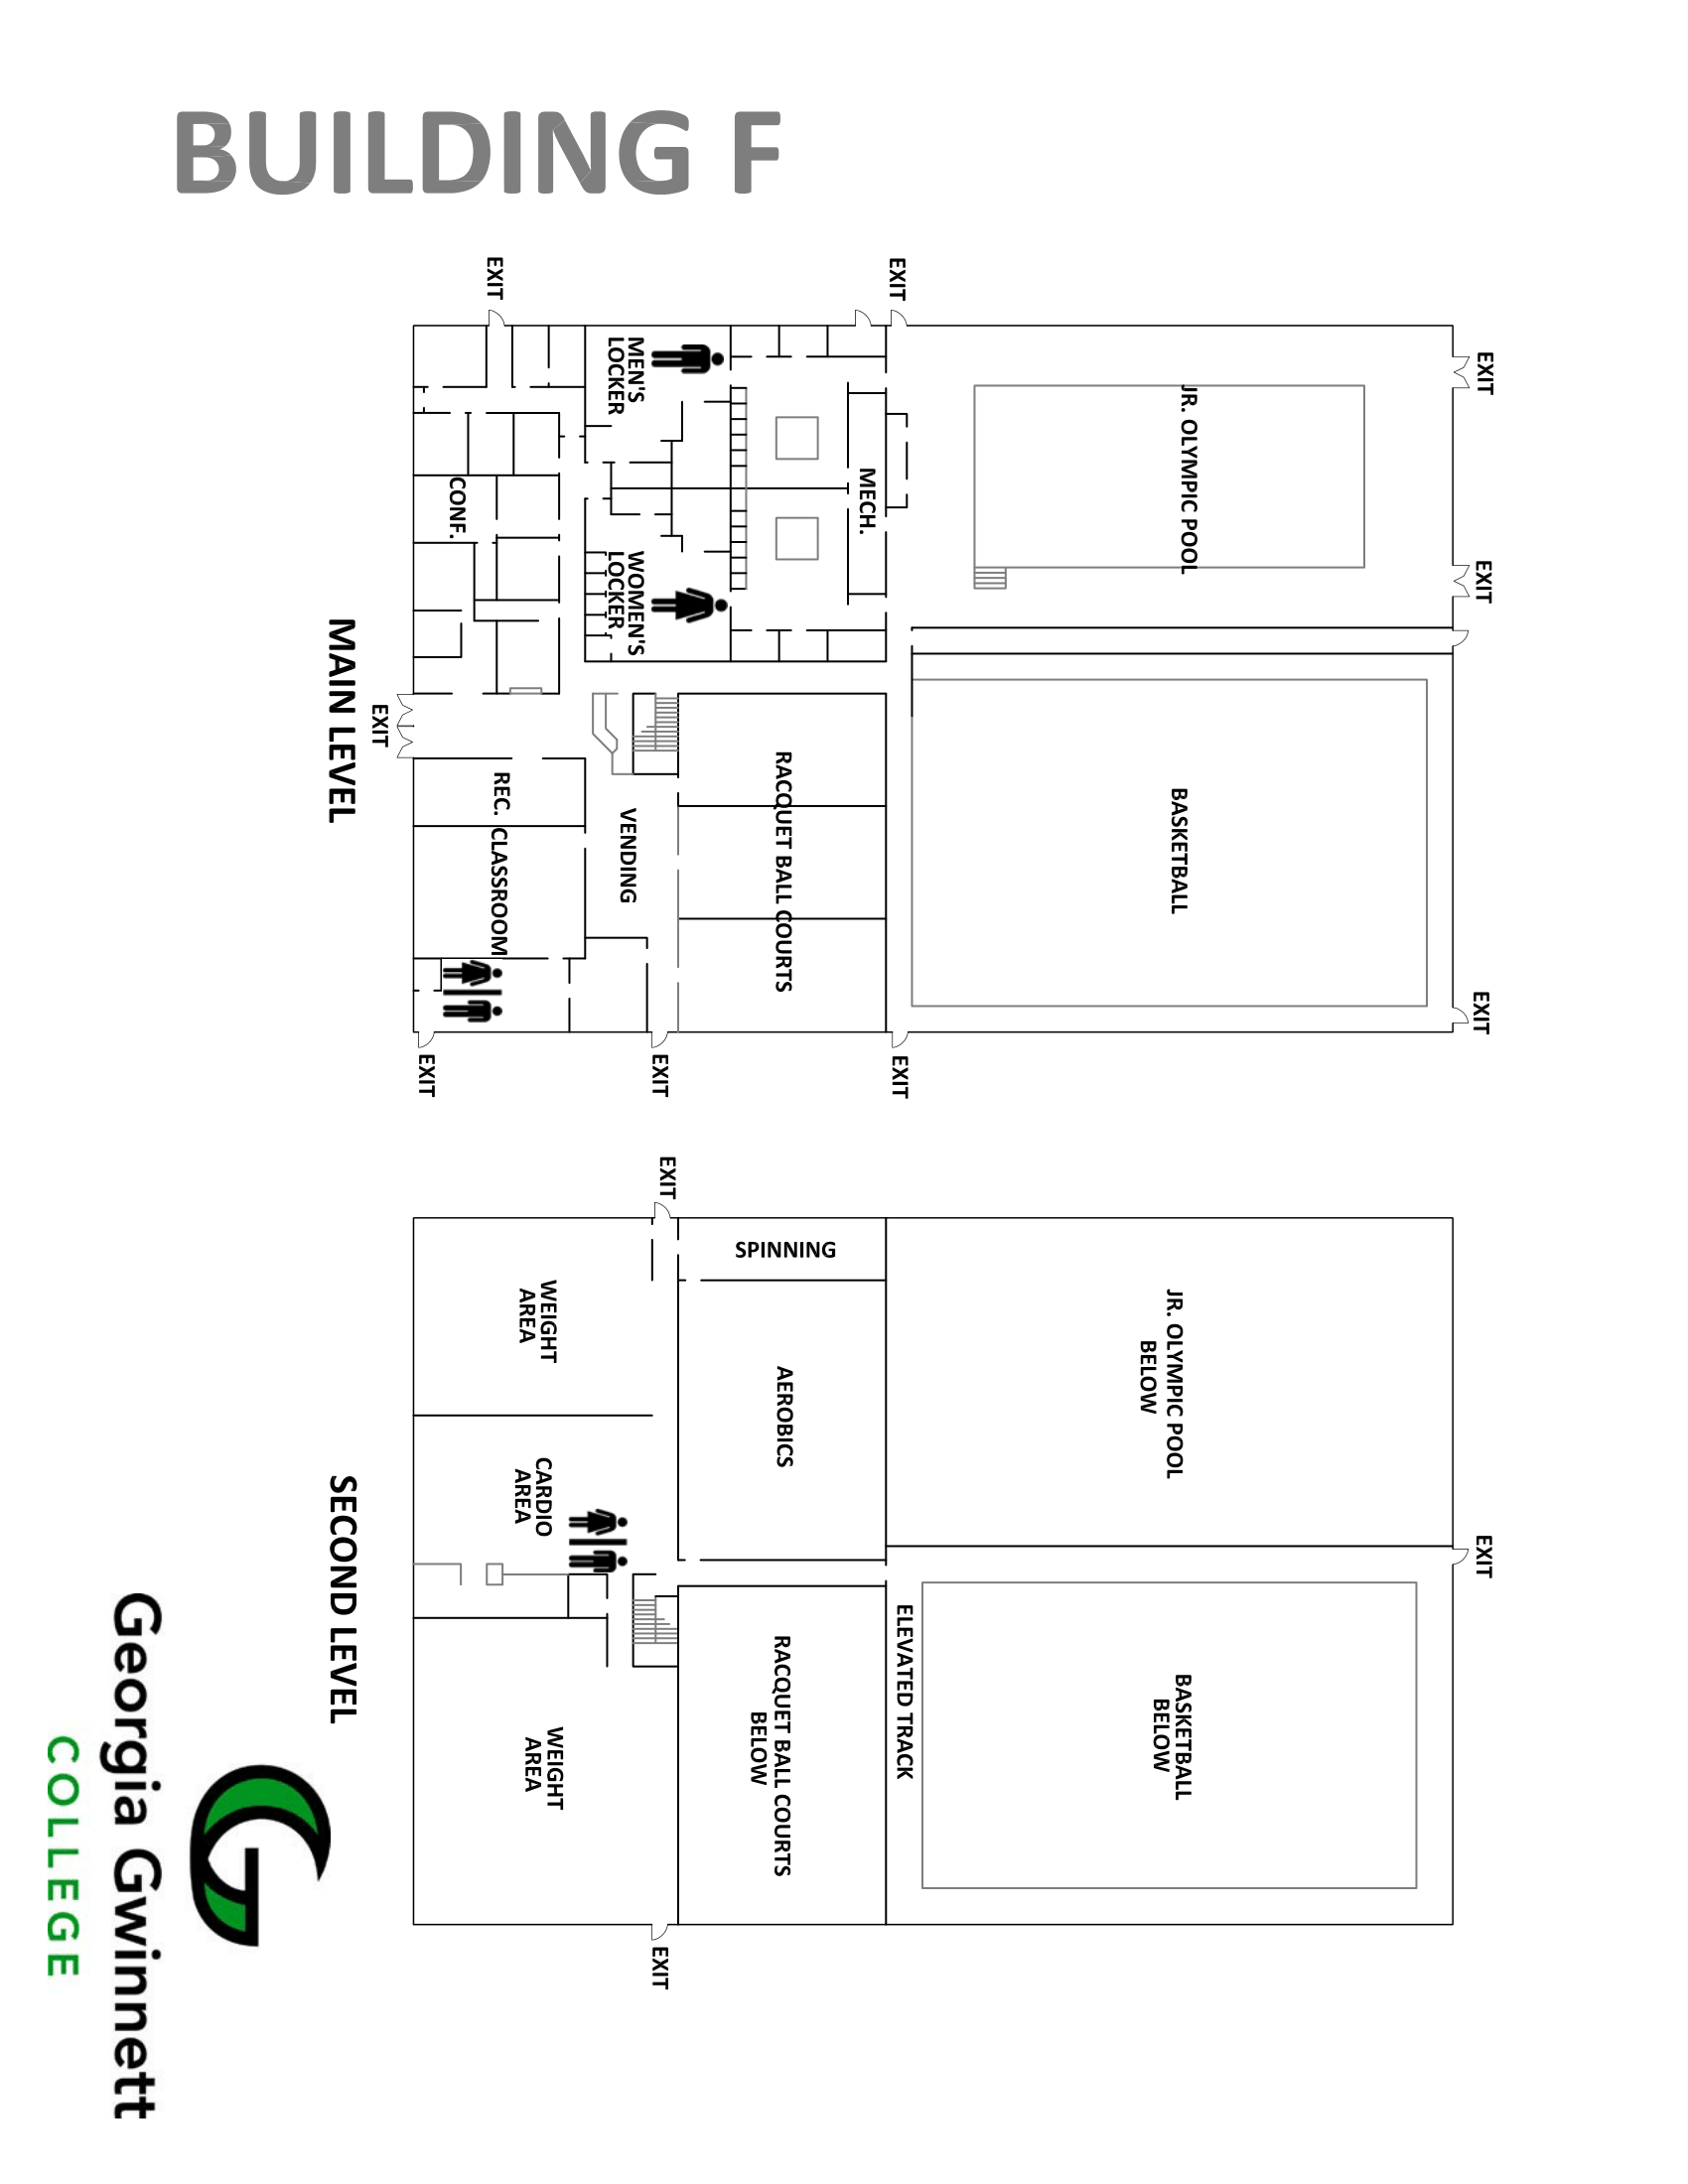 BUILDING F
EXIT
EXIT
EXIT
EXIT
JR. OLYMPIC POOL
MECH.
MEN'S
LOCKER
WOMEN'S
LOCKER
CONF.
BASKETBALL
RACQUET BALL COURTS
VENDING
REC. CLASSROOM
EXIT
EXIT
EXIT
EXIT
EXIT
MAIN LEVEL
EXIT
EXIT
EXIT
SPINNING
AEROBICS
WEIGHT
AREA
CARDIO
AREA
JR. OLYMPIC POOL
BELOW
ELEVATED TRACK
BASKETBALL
BELOW
RACQUET BALL COURTS
BELOW
WEIGHT
AREA
SECOND LEVEL
Georgia Gwinnett
COLLEGE